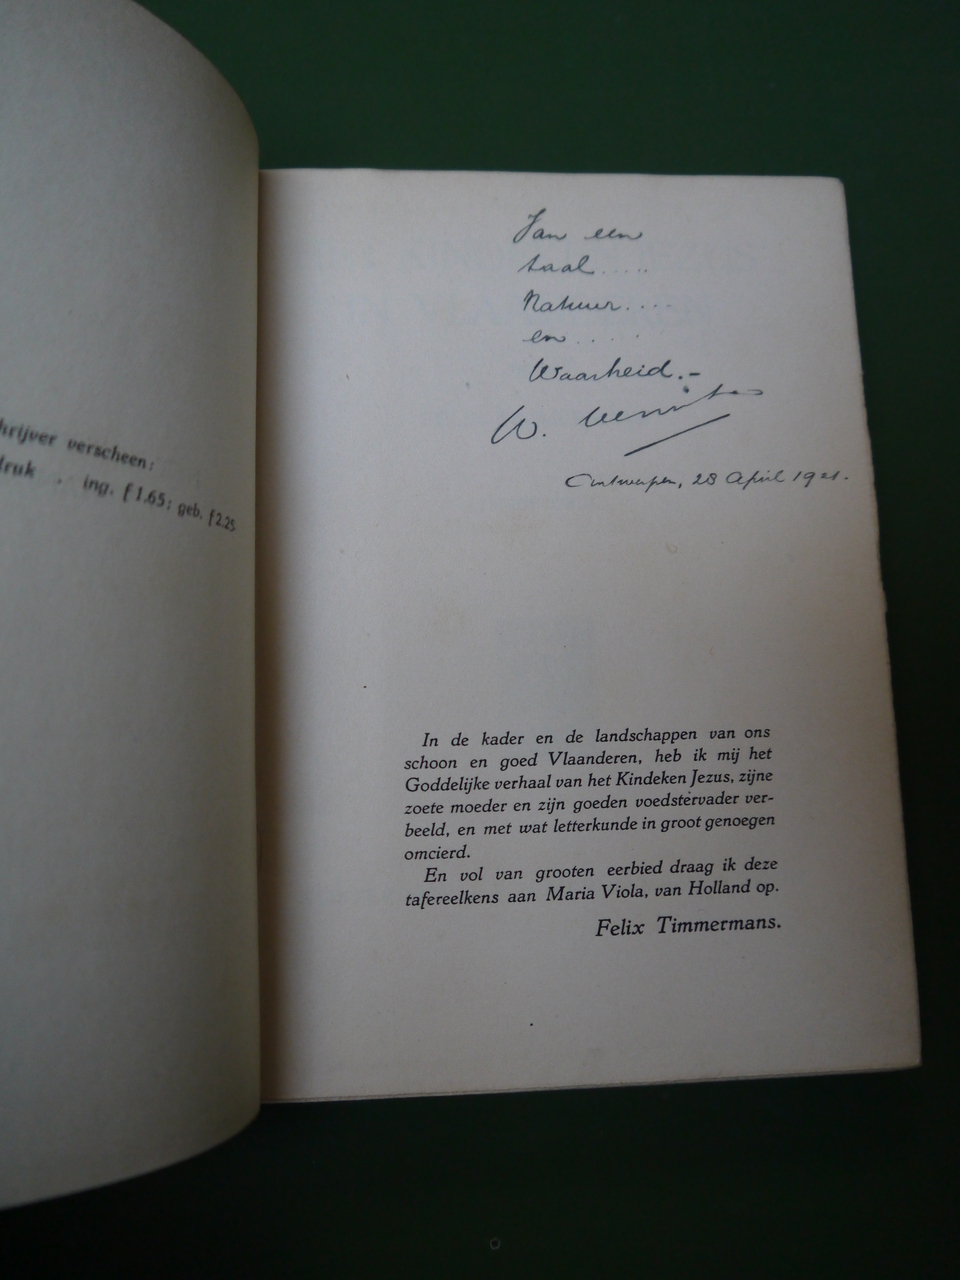 hrijver verscheen:
druk . ing. f 1.65; geb. f 2.25
Van een
taal.....
Natuur....
en....
Waarheid.-
W.
Antwerpen, 28 April 1921.
In de kader en de landschappen van ons
schoon en goed Vlaanderen, heb ik mij het
Goddelijke verhaal van het Kindeken Jezus, zijne
zoete moeder en zijn goeden voedstervader ver-
beeld, en met wat letterkunde in groot genoegen
omcierd.
En vol van grooten eerbied draag ik deze
tafereelkens aan Maria Viola, van Holland op.
Felix Timmermans.